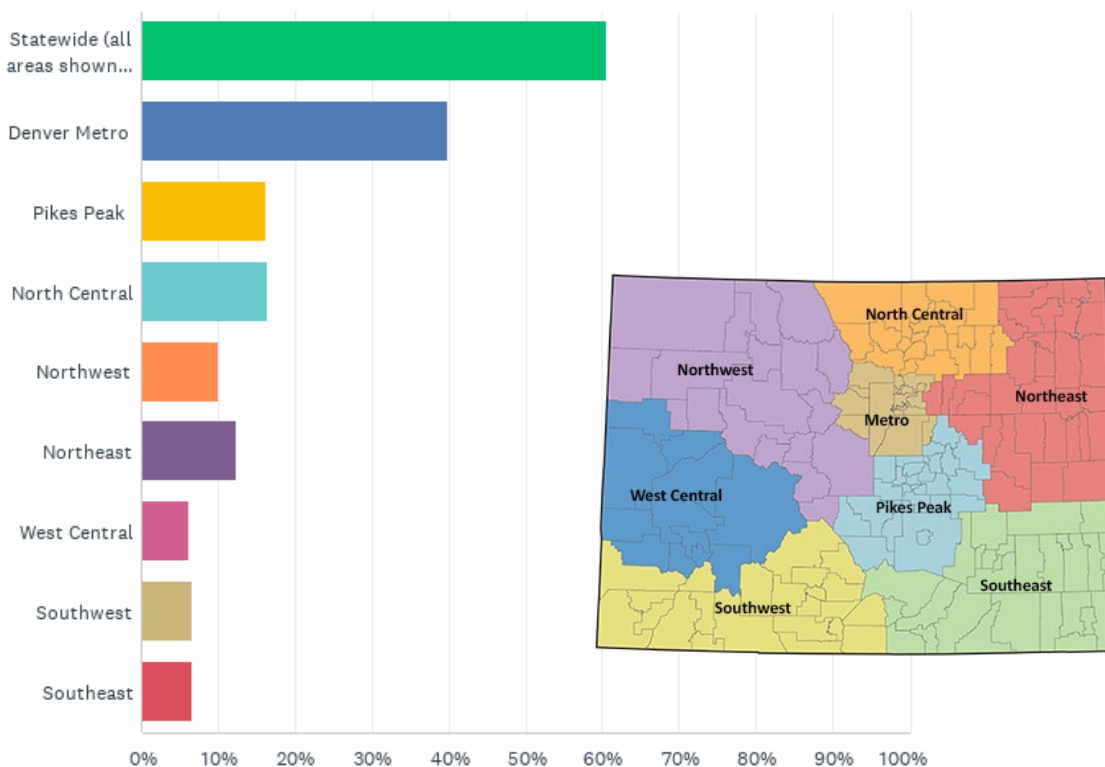 Statewide (all
areas shown...
Denver Metro
Pikes Peak
North Central
Northwest
Northeast
West Central
Southwest
Southeast
0% 10% 20% 30% 40% 50% 60% 70% 80% 90% 100%
North Central
Northwest
Northeast
Metro
West Central
Pikes Peak
Southeast
Southwest